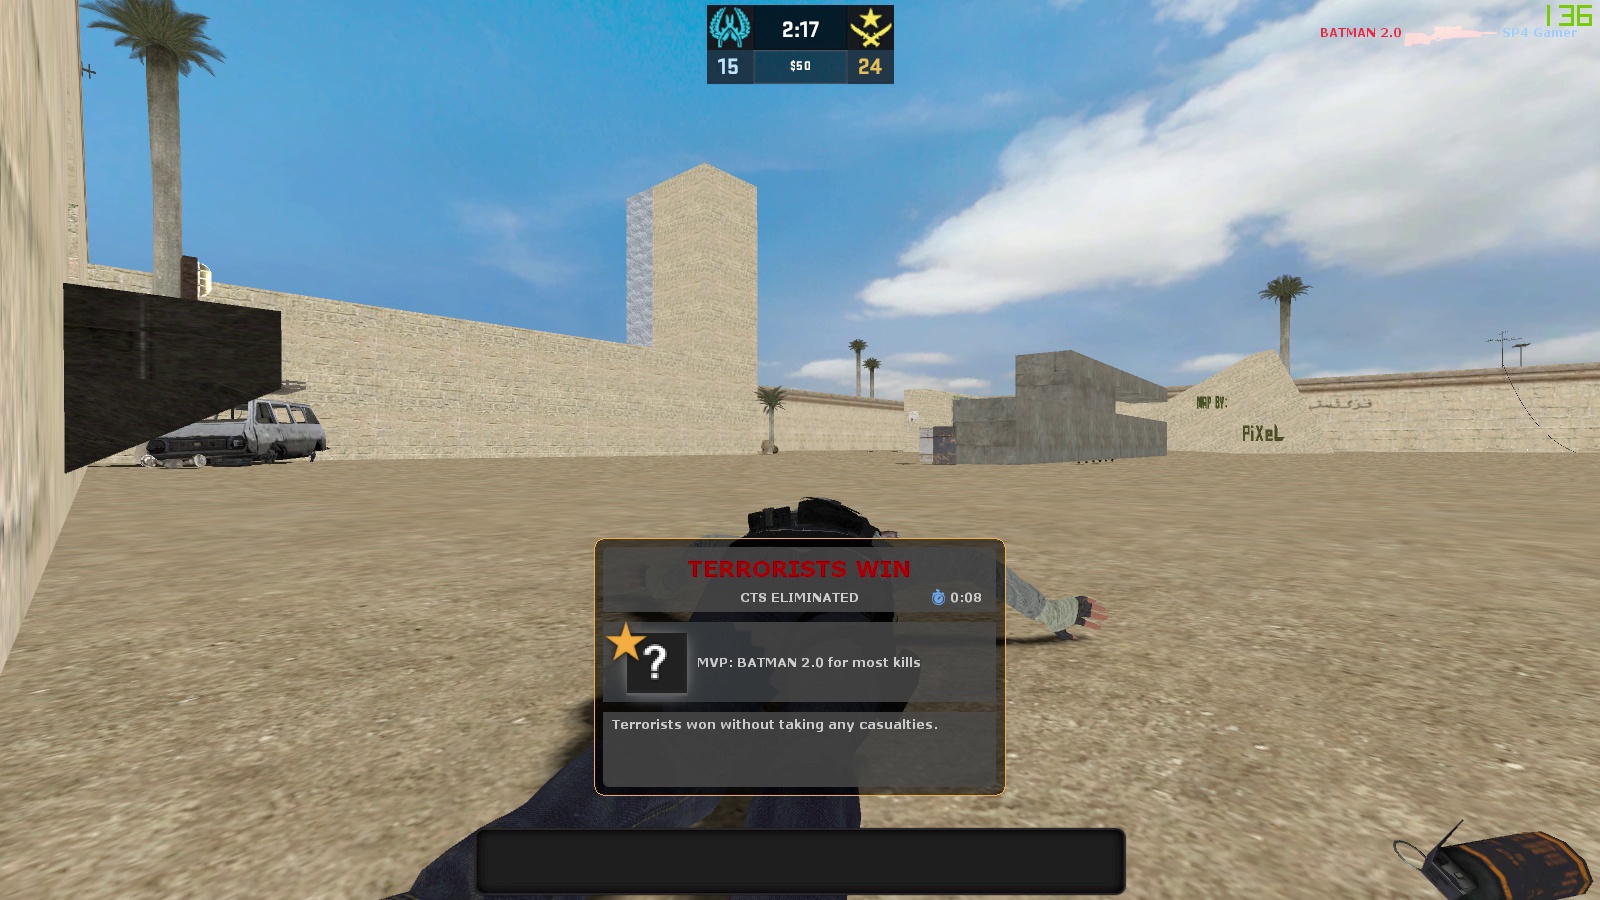 136
2:17
BATMAN 2.0 SP4 Gamer
15 $50 24
MAP BY:
PiXeL
TERRORISTS WIN
CTS ELIMINATED 0:08
?
MVP: BATMAN 2.0 for most kills
Terrorists won without taking any casualties.